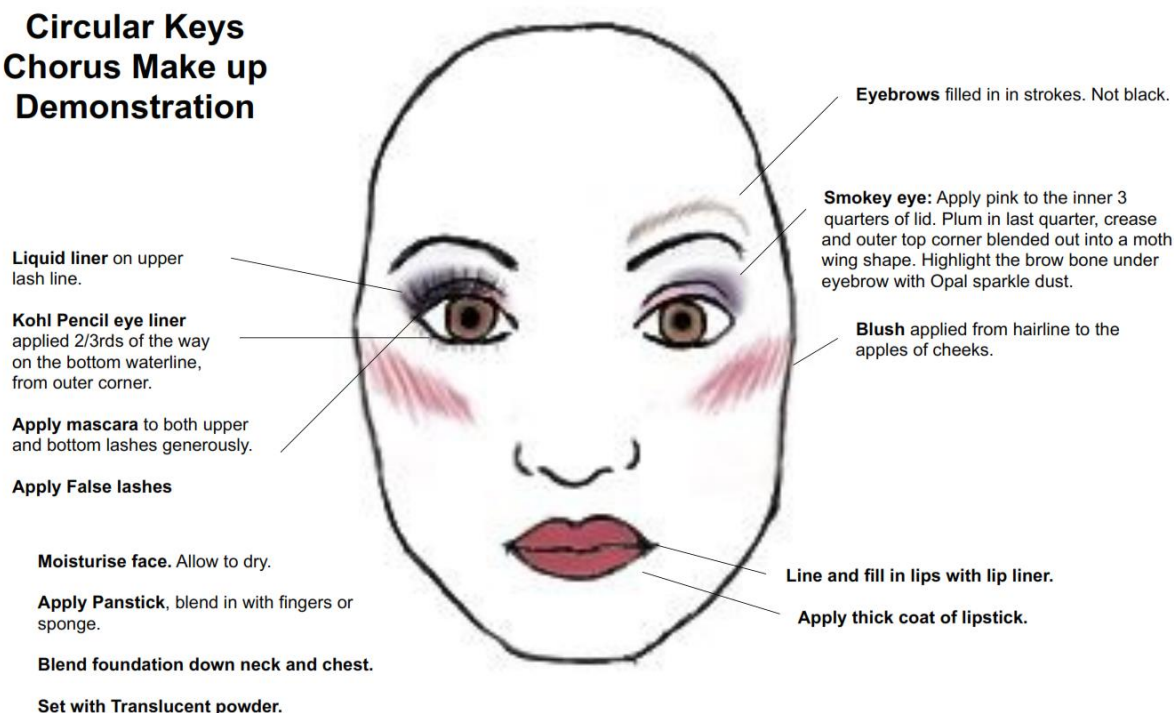 Circular Keys
Chorus Make up
Demonstration
Eyebrows filled in in strokes. Not black.
Smokey eye: Apply pink to the inner 3
quarters of lid. Plum in last quarter, crease
and outer top corner blended out into a moth
wing shape. Highlight the brow bone under
eyebrow with Opal sparkle dust.
Blush applied from hairline to the
apples of cheeks.
Liquid liner on upper
lash line.
Kohl Pencil eye liner
applied 2/3rds of the way
on the bottom waterline,
from outer corner.
Apply mascara to both upper
and bottom lashes generously.
Apply False lashes
Moisturise face. Allow to dry.
Apply Panstick, blend in with fingers or
sponge.
Blend foundation down neck and chest.
Set with Translucent powder.
Line and fill in lips with lip liner.
Apply thick coat of lipstick.